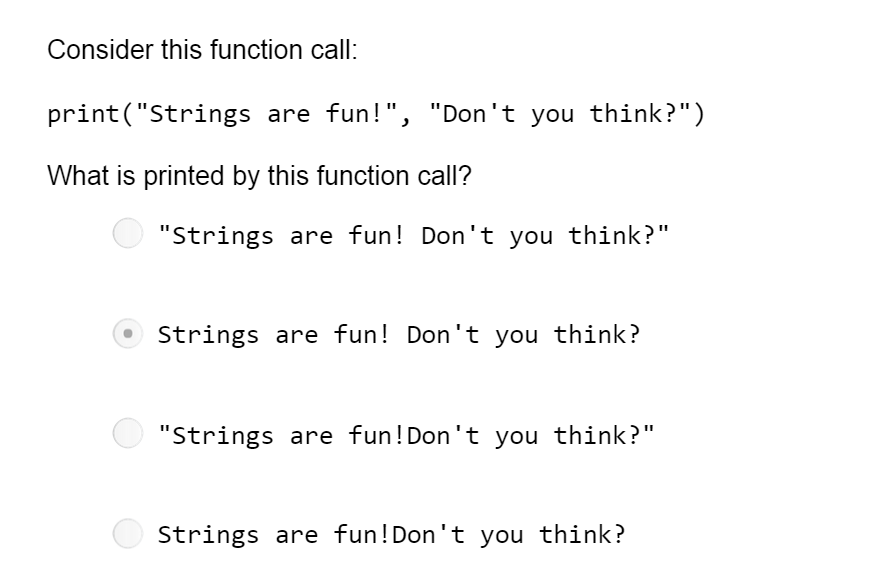 Consider this function call:
print("Strings are fun!", "Don't you think?")
What is printed by this function call?
"Strings are fun! Don't you think?"
Strings are fun! Don't you think?
"Strings are fun!Don't you think?"
Strings are fun!Don't you think?